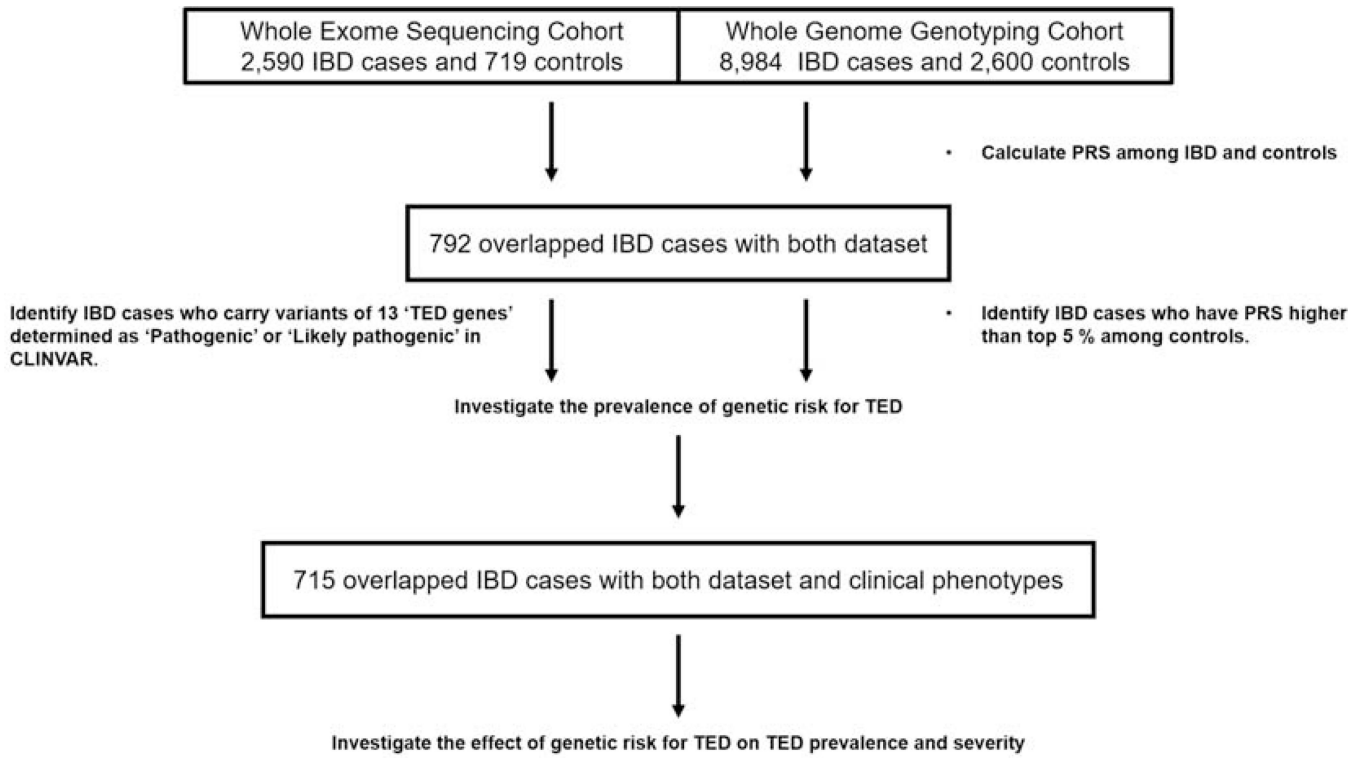 Whole Exome Sequencing Cohort
2,590 IBD cases and 719 controls
Whole Genome Genotyping Cohort
8,984 IBD cases and 2,600 controls
• Calculate PRS among IBD and controls
792 overlapped IBD cases with both dataset
Identify IBD cases who carry variants of 13 ‘TED genes’
determined as ‘Pathogenic’ or ‘Likely pathogenic’ in
CLINVAR.
• Identify IBD cases who have PRS higher
than top 5 % among controls.
Investigate the prevalence of genetic risk for TED
715 overlapped IBD cases with both dataset and clinical phenotypes
Investigate the effect of genetic risk for TED on TED prevalence and severity